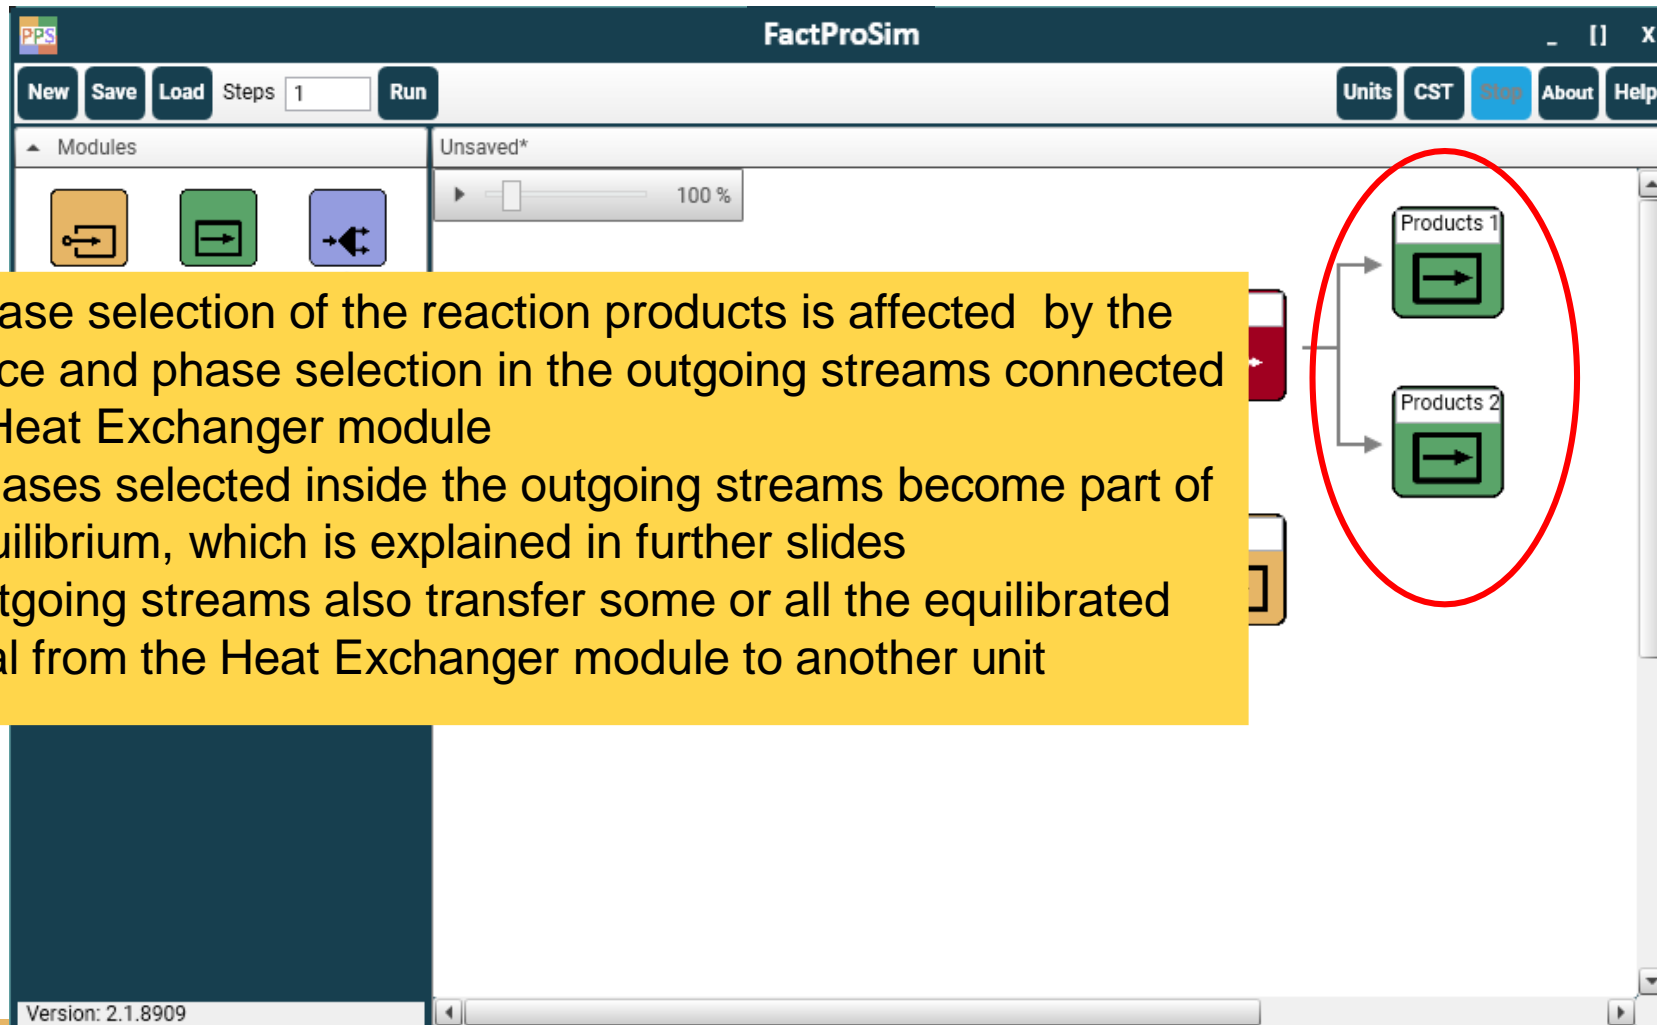 PPS
FactProSim
_ [] X
New Save Load Steps 1 Run
Units CST Stop About Help
Modules
Unsaved*
100 %
Products 1
ase selection of the reaction products is affected by the
ce and phase selection in the outgoing streams connected
Heat Exchanger module
ases selected inside the outgoing streams become part of
uilibrium, which is explained in further slides
tgoing streams also transfer some or all the equilibrated
al from the Heat Exchanger module to another unit
Products 2
Version: 2.1.8909